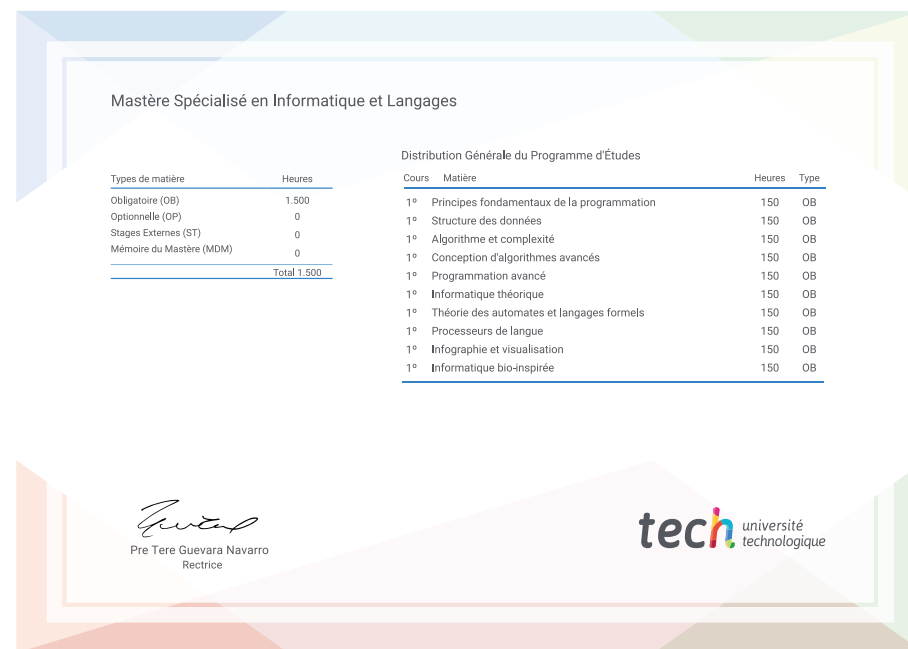 Mastère Spécialisé en Informatique et Langages
Types de matière Heures
Obligatoire (OB) 1.500
Optionnelle (OP) 0
Stages Externes (ST) 0
Mémoire du Mastère (MDM) 0
Total 1.500
Distribution Générale du Programme d'Études
Cours Matière Heures Type
1º Principes fondamentaux de la programmation 150 OB
1º Structure des données 150 OB
1º Algorithme et complexité 150 OB
1º Conception d'algorithmes avancés 150 OB
1º Programmation avancé 150 OB
1º Informatique théorique 150 OB
1º Théorie des automates et langages formels 150 OB
1º Processeurs de langue 150 OB
1º Infographie et visualisation 150 OB
1º Informatique bio-inspirée 150 OB
Pre Tere Guevara Navarro
Rectrice
tech université
technologique